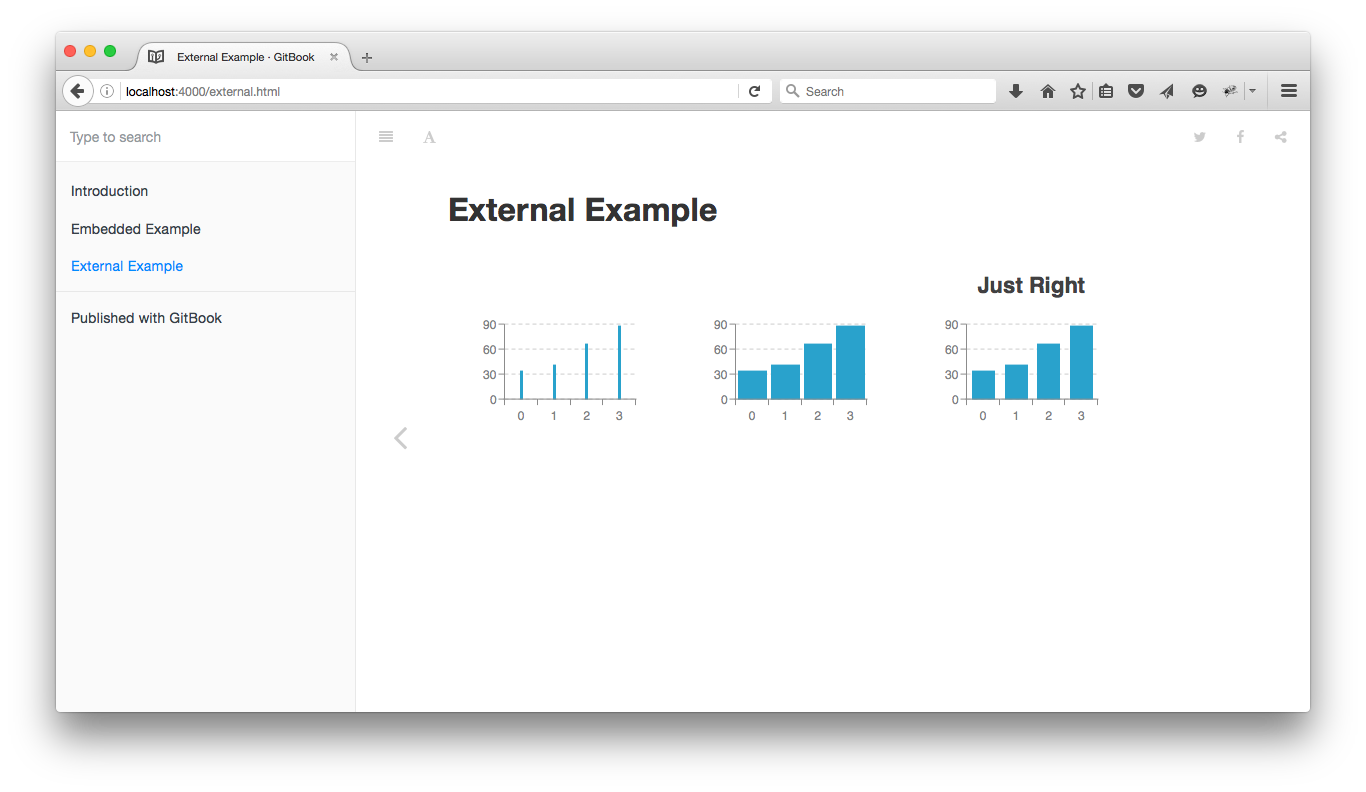 External Example · GitBook
localhost:4000/external.html
Search
Type to search
A
Introduction
Embedded Example
External Example
Published with GitBook
External Example
Just Right
90
60
30
0
0 1 2 3
90
60
30
0
0 1 2 3
90
60
30
0
0 1 2 3